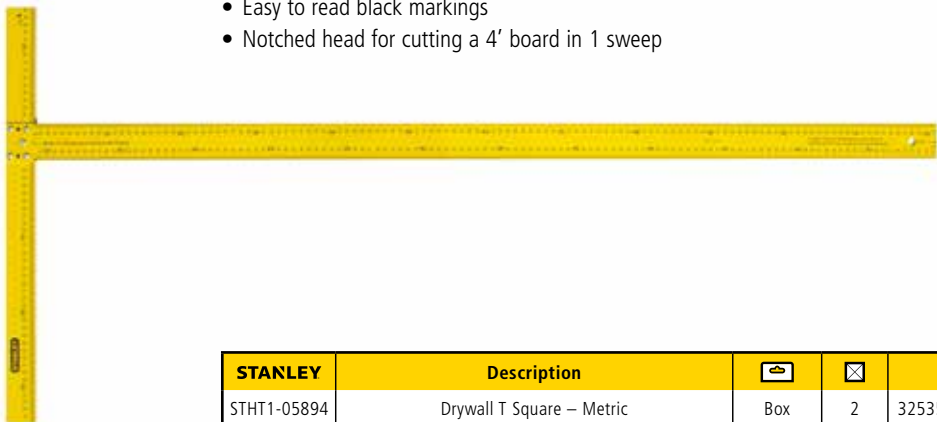 • Easy to read black markings
• Notched head for cutting a 4’ board in 1 sweep
STANLEY
STANLEY Description
STHT1-05894 Drywall T Square – Metric Box 2